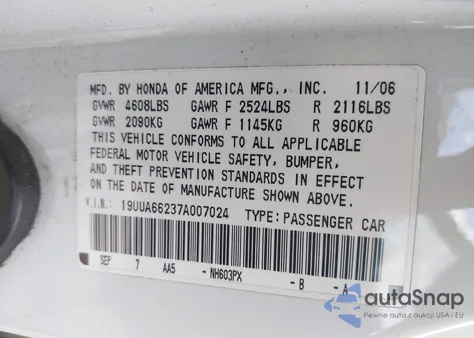 MFD. BY HONDA OF AMERICA MFG., INC. 11/06
GVWR 4608LBS GAWR F 2524LBS R 2116LBS
GVWR 2090KG GAWR F 1145KG R 960KG
THIS VEHICLE CONFORMS TO ALL APPLICABLE
FEDERAL MOTOR VEHICLE SAFETY, BUMPER,
AND THEFT PREVENTION STANDARDS IN EFFECT
ON THE DATE OF MANUFACTURE SHOWN ABOVE.
V.I.N.: 19UUA66237A007024 TYPE: PASSENGER CAR
SEP 7 AA5 -NH603PX -B -A
autoSnap
Pewne auta z aukcji USA i EU